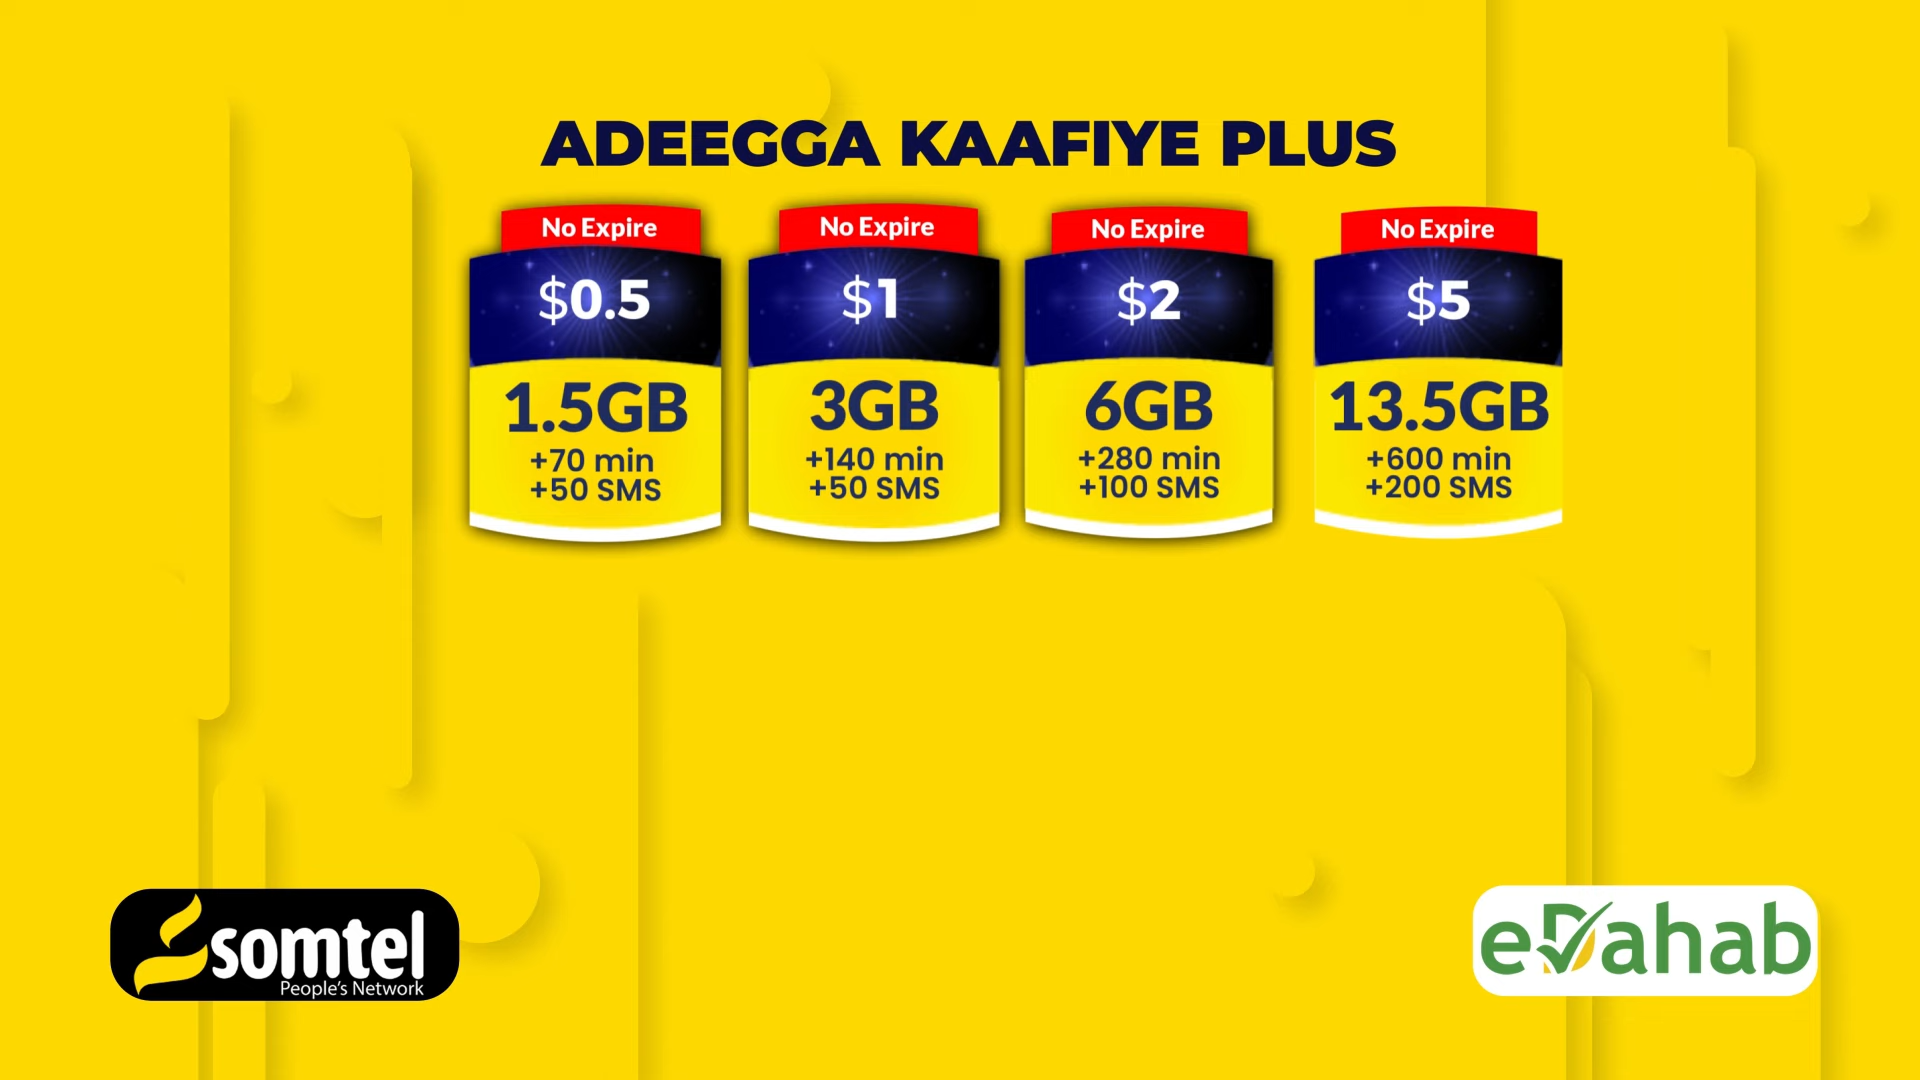 ADEEGGA KAAFIYE PLUS
No Expire
$0.5
1.5GB
+70 min
+50 SMS
No Expire
$1
3GB
+140 min
+50 SMS
No Expire
$2
6GB
+280 min
+100 SMS
No Expire
$5
13.5GB
+600 min
+200 SMS
somtel
People's Network
eDahab